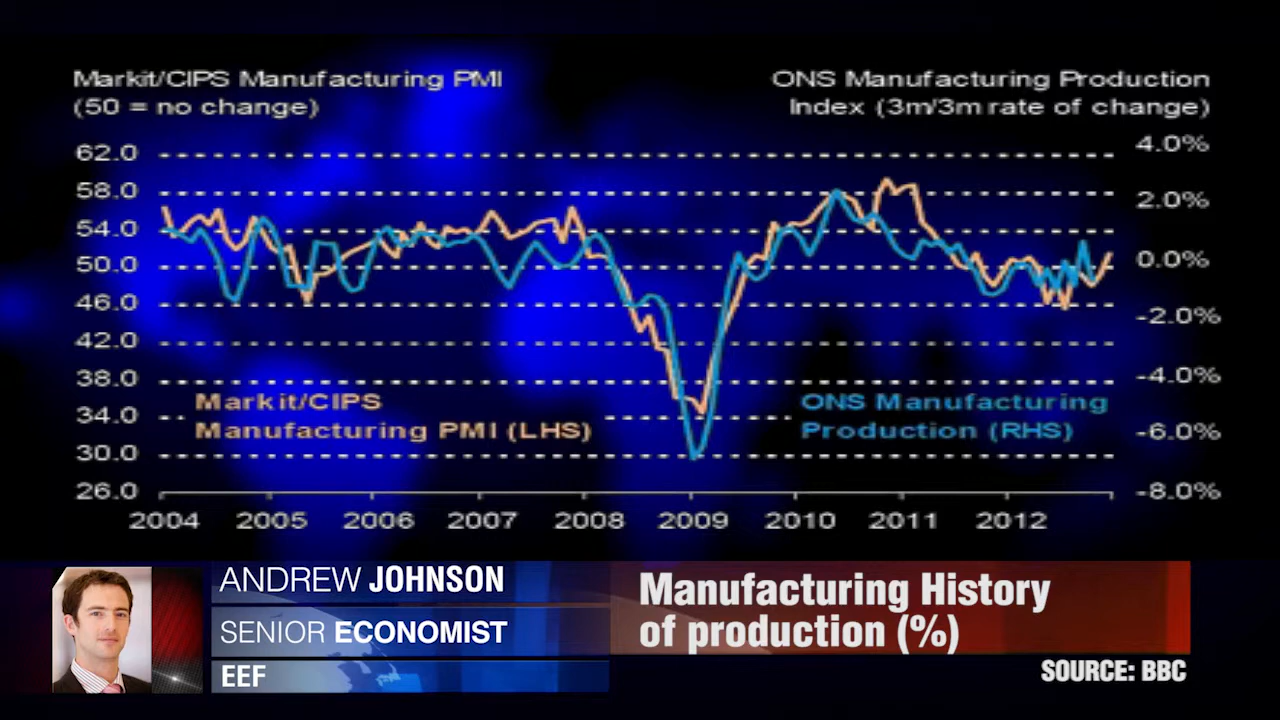 Markit/CIPS Manufacturing PMI
(50 = no change)
ONS Manufacturing Production
Index (3m/3m rate of change)
62.0
58.0
54.0
50.0
46.0
42.0
38.0
34.0
30.0
26.0
4.0%
2.0%
0.0%
-2.0%
-4.0%
-6.0%
-8.0%
Markit/CIPS
Manufacturing PMI (LHS)
ONS Manufacturing
Production (RHS)
2004 2005 2006 2007 2008 2009 2010 2011 2012
ANDREW JOHNSON
SENIOR ECONOMIST
EEF
Manufacturing History
of production (%)
SOURCE: BBC